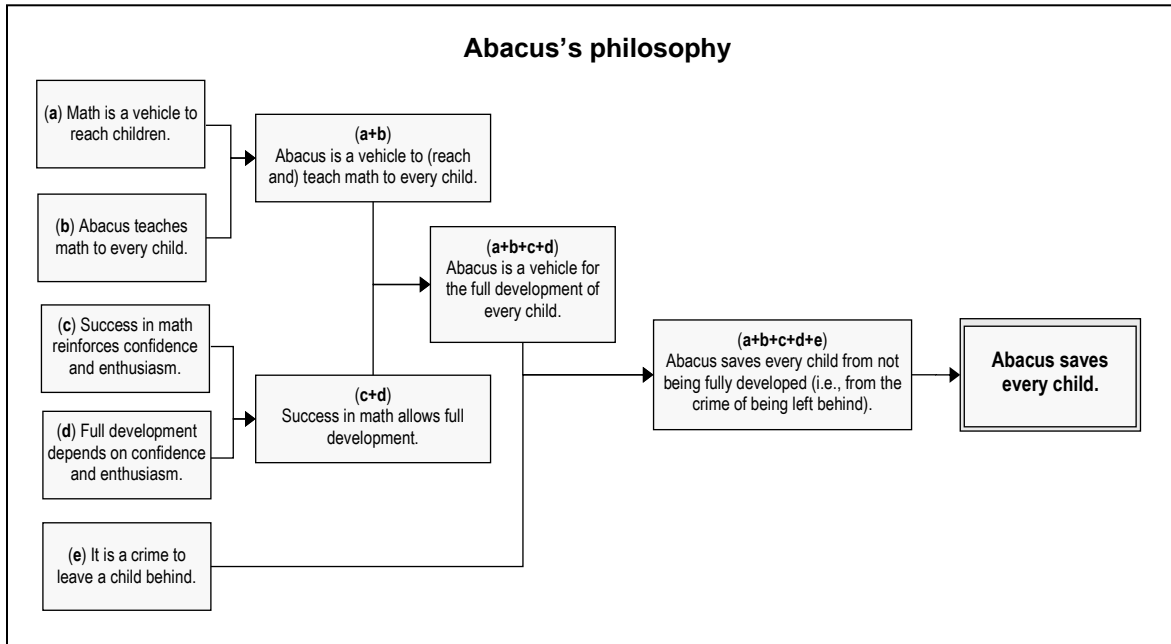 Abacus's philosophy
(a) Math is a vehicle to
reach children.
(b) Abacus teaches
math to every child.
(c) Success in math
reinforces confidence
and enthusiasm.
(d) Full development
depends on confidence
and enthusiasm.
(e) It is a crime to
leave a child behind.
(a+b)
Abacus is a vehicle to (reach
and) teach math to every child.
(c+d)
Success in math allows full
development.
(a+b+c+d)
Abacus is a vehicle for
the full development of
every child.
(a+b+c+d+e)
Abacus saves every child from not
being fully developed (i.e., from the
crime of being left behind).
Abacus saves
every child.